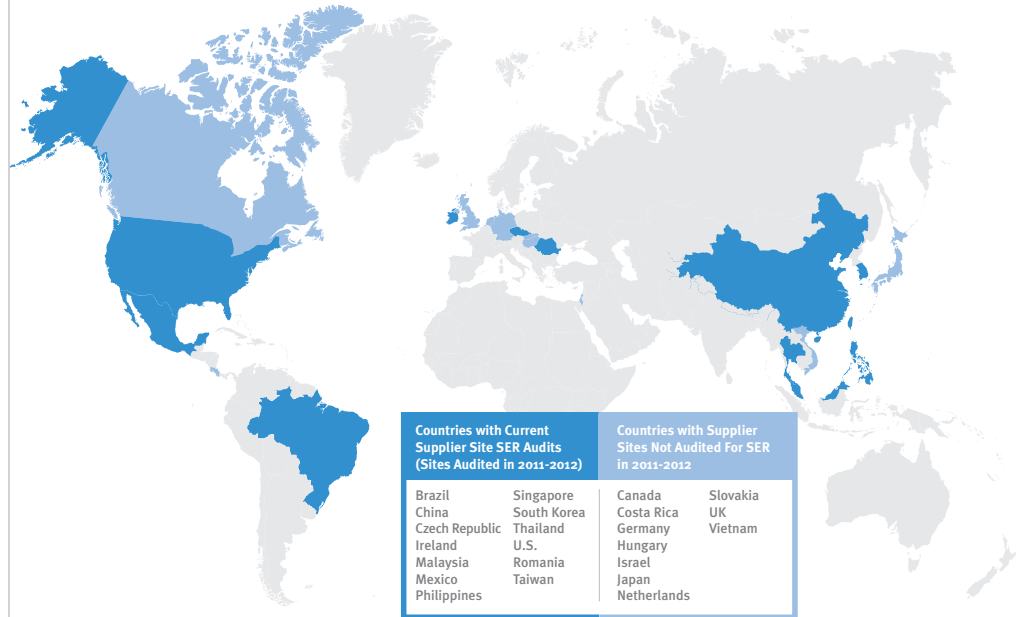 Countries with Current
Supplier Site SER Audits
(Sites Audited in 2011-2012)
Countries with Supplier
Sites Not Audited For SER
in 2011-2012
Brazil
China
Czech Republic
Ireland
Malaysia
Mexico
Philippines
Singapore
South Korea
Thailand
U.S.
Romania
Taiwan
Canada
Costa Rica
Germany
Hungary
Israel
Japan
Netherlands
Slovakia
UK
Vietnam